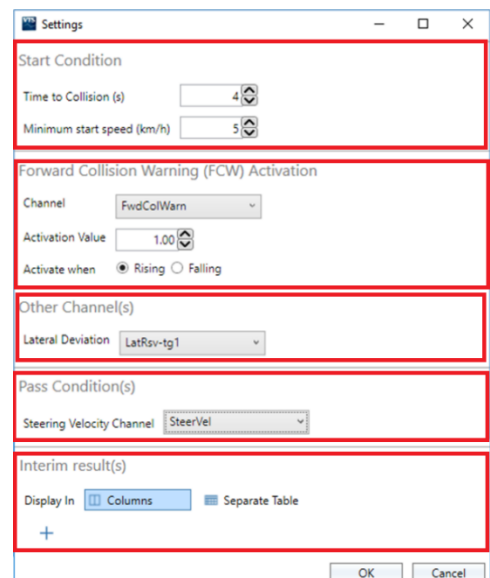 Settings
Start Condition
Time to Collision (s) 4
Minimum start speed (km/h) 5
Forward Collision Warning (FCW) Activation
Channel FwdColWarn
Activation Value 1.00
Activate when Rising Falling
Other Channel(s)
Lateral Deviation LatRsv-tg1
Pass Condition(s)
Steering Velocity Channel SteerVel
Interim result(s)
Display In Columns Separate Table
+
OK Cancel